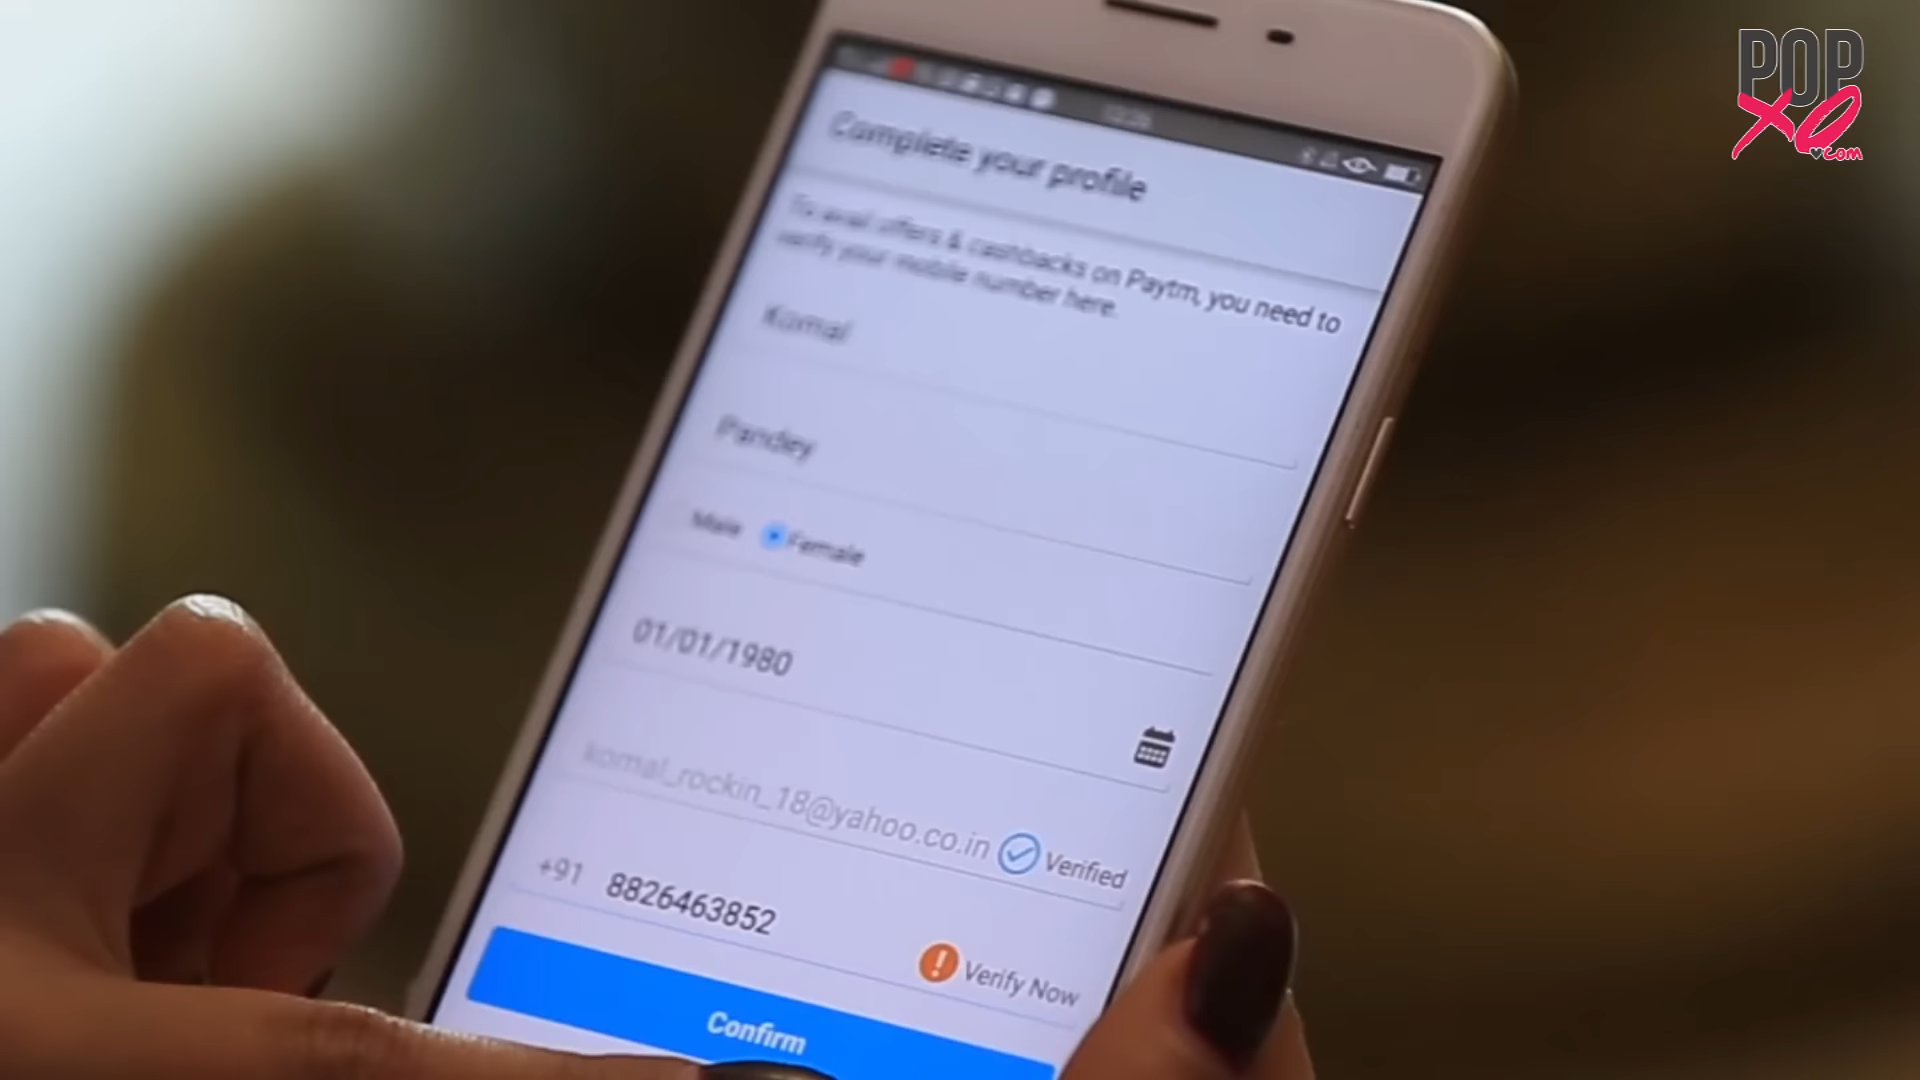 POP
XO
.com
Complete your profile
To avail offers & cashbacks on Paytm, you need to
verify your mobile number here.
Komal
Pandey
Male Female
01/01/1980
komal_rockin_18@yahoo.co.in Verified
+91 8826463852
Verify Now
Confirm